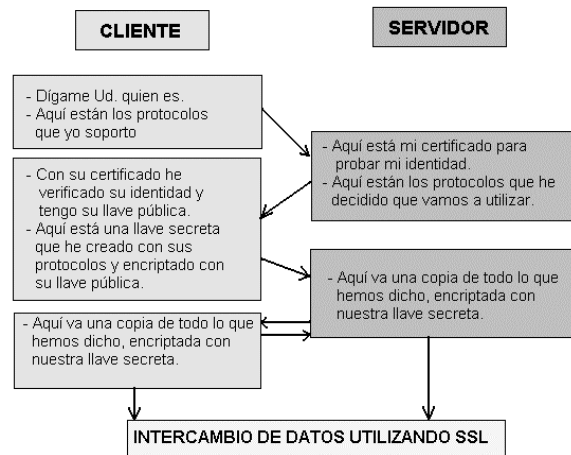 CLIENTE
SERVIDOR
- Dígame Ud. quien es.
- Aquí están los protocolos
que yo soporto
- Aquí está mi certificado para
probar mi identidad.
- Aquí están los protocolos que he
decidido que vamos a utilizar.
- Con su certificado he
verificado su identidad y
tengo su llave pública.
- Aquí está una llave secreta
que he creado con sus
protocolos y encriptado con
su llave pública.
- Aquí va una copia de todo lo que
hemos dicho, encriptada con
nuestra llave secreta.
- Aquí va una copia de todo lo que
hemos dicho, encriptada con
nuestra llave secreta.
INTERCAMBIO DE DATOS UTILIZANDO SSL